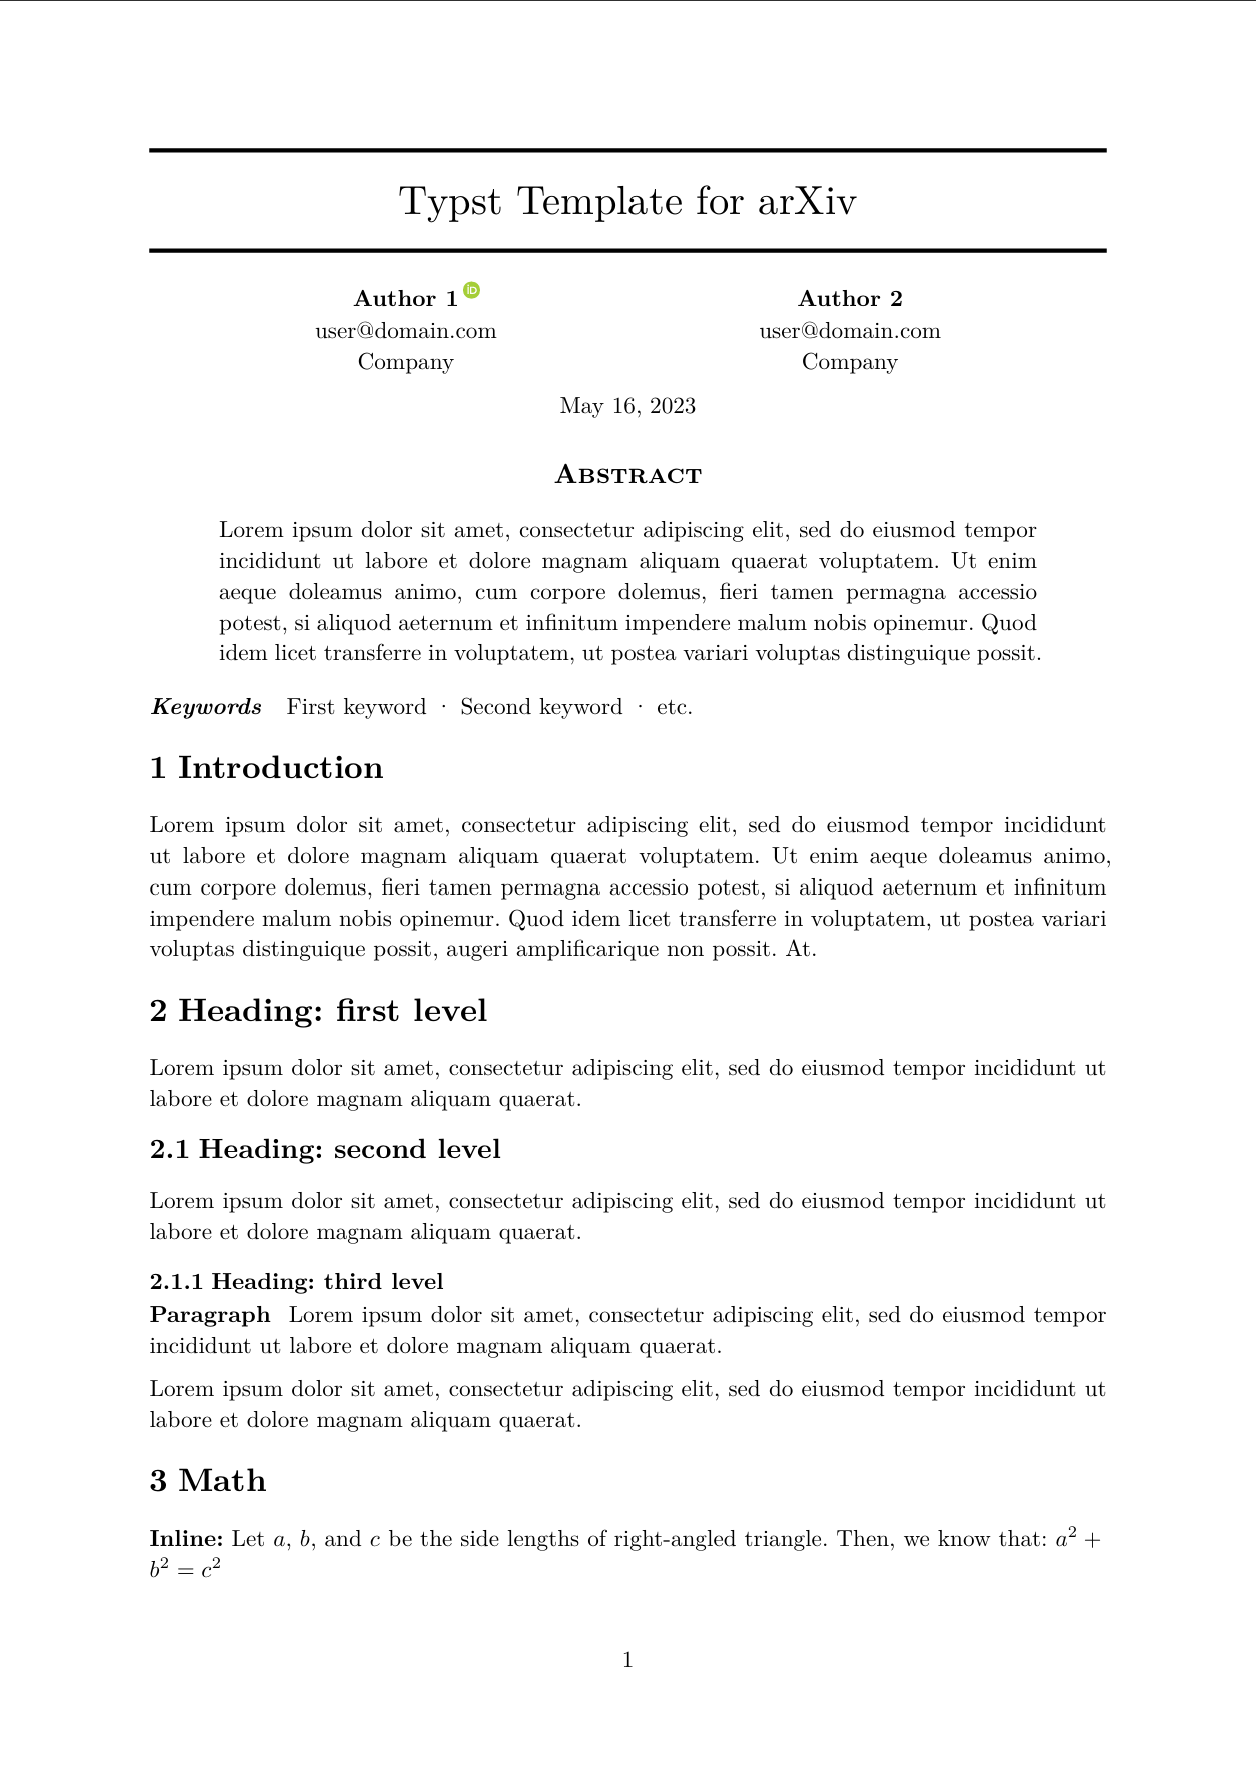 Typst Template for arXiv
Author 1 iD
user@domain.com
Company
Author 2
user@domain.com
Company
May 16, 2023
Abstract
Lorem ipsum dolor sit amet, consectetur adipiscing elit, sed do eiusmod tempor
incididunt ut labore et dolore magnam aliquam quaerat voluptatem. Ut enim
aeque doleamus animo, cum corpore dolemus, fieri tamen permagna accessio
potest, si aliquod aeternum et infinitum impendere malum nobis opinemur. Quod
idem licet transferre in voluptatem, ut postea variari voluptas distinguique possit.
Keywords First keyword · Second keyword · etc.
1 Introduction
Lorem ipsum dolor sit amet, consectetur adipiscing elit, sed do eiusmod tempor incididunt
ut labore et dolore magnam aliquam quaerat voluptatem. Ut enim aeque doleamus animo,
cum corpore dolemus, fieri tamen permagna accessio potest, si aliquod aeternum et infinitum
impendere malum nobis opinemur. Quod idem licet transferre in voluptatem, ut postea variari
voluptas distinguique possit, augeri amplificarique non possit. At.
2 Heading: first level
Lorem ipsum dolor sit amet, consectetur adipiscing elit, sed do eiusmod tempor incididunt ut
labore et dolore magnam aliquam quaerat.
2.1 Heading: second level
Lorem ipsum dolor sit amet, consectetur adipiscing elit, sed do eiusmod tempor incididunt ut
labore et dolore magnam aliquam quaerat.
2.1.1 Heading: third level
Paragraph Lorem ipsum dolor sit amet, consectetur adipiscing elit, sed do eiusmod tempor
incididunt ut labore et dolore magnam aliquam quaerat.
Lorem ipsum dolor sit amet, consectetur adipiscing elit, sed do eiusmod tempor incididunt ut
labore et dolore magnam aliquam quaerat.
3 Math
Inline: Let a, b, and c be the side lengths of right-angled triangle. Then, we know that: a² +
b² = c²
1